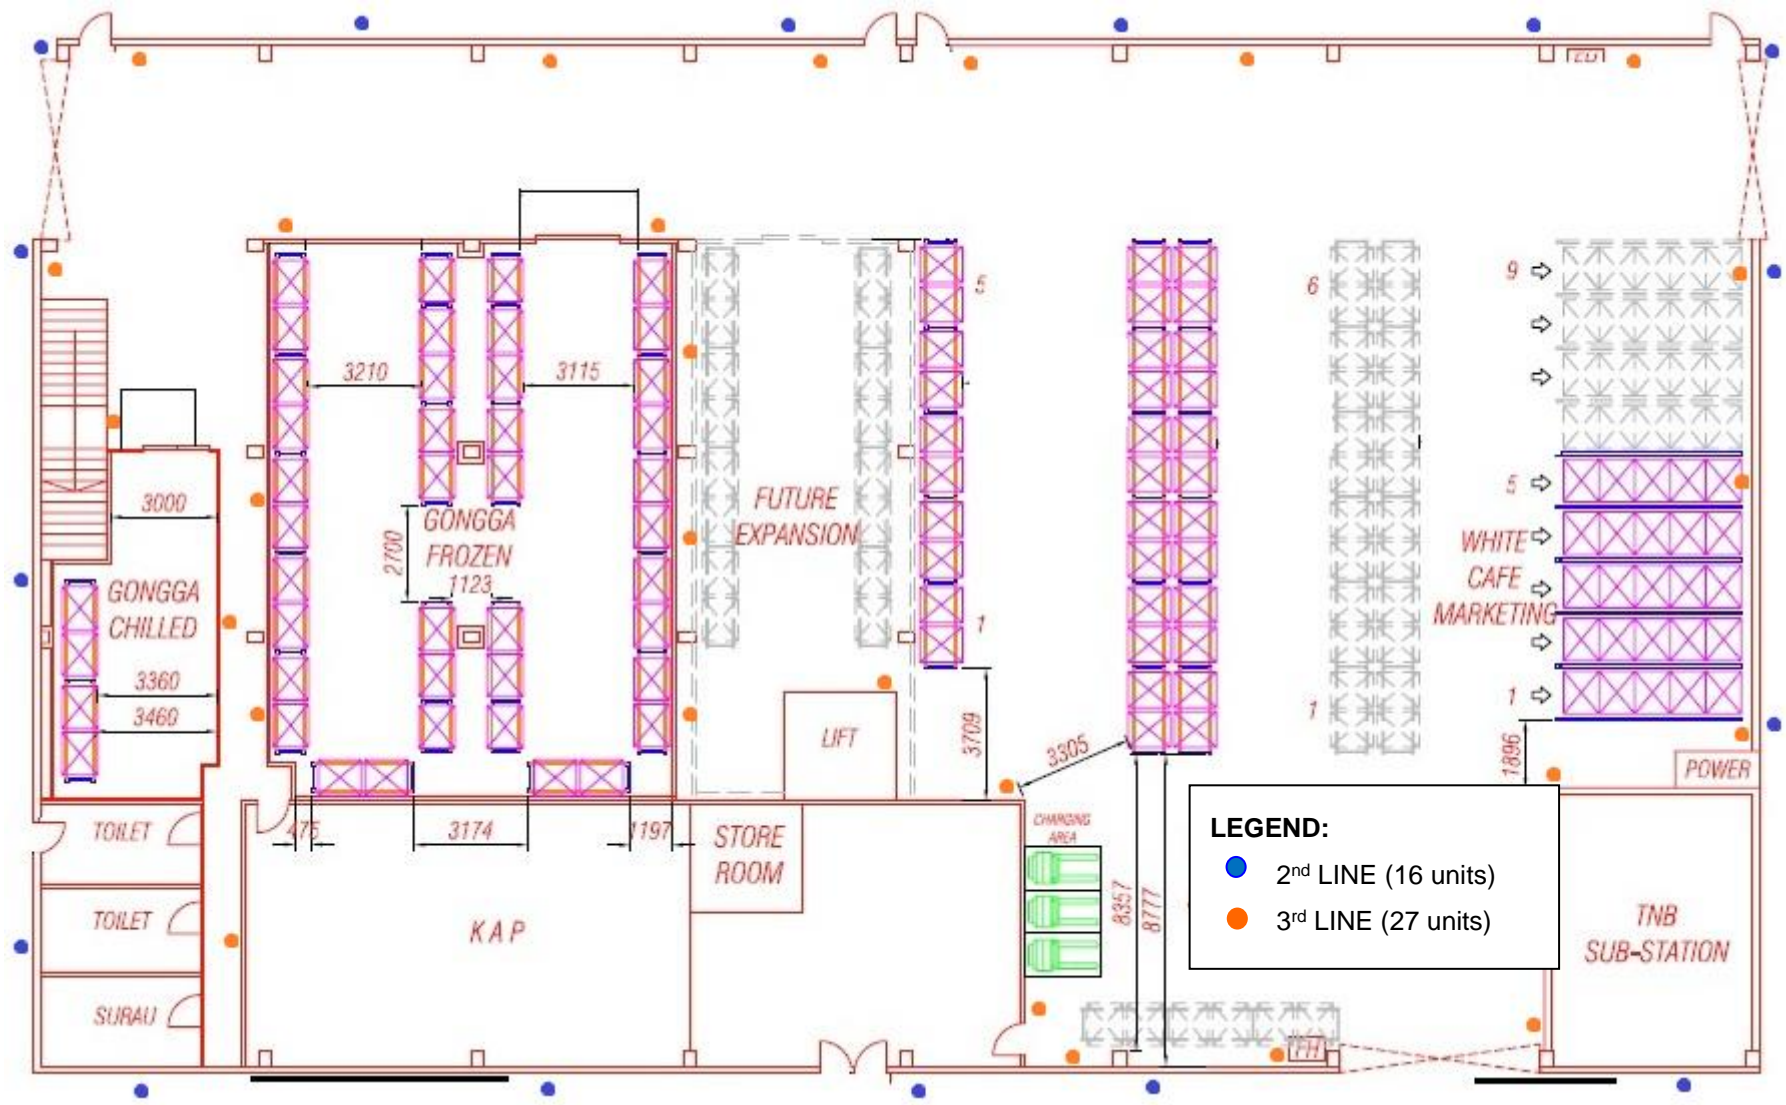 5
6
9
3210
3115
3000
5
GONGGA
FROZEN
2700
1123
FUTURE
EXPANSION
WHITE
CAFE
MARKETING
GONGGA
CHILLED
3360
3460
1
1
1
LIFT
3709
3305
1896
POWER
TOILET
475
3174
1197
STORE
ROOM
CHARGING
AREA
8357
8777
LEGEND:
2nd LINE (16 units)
3rd LINE (27 units)
TOILET
KAP
TNB
SUB-STATION
SURAU
FH